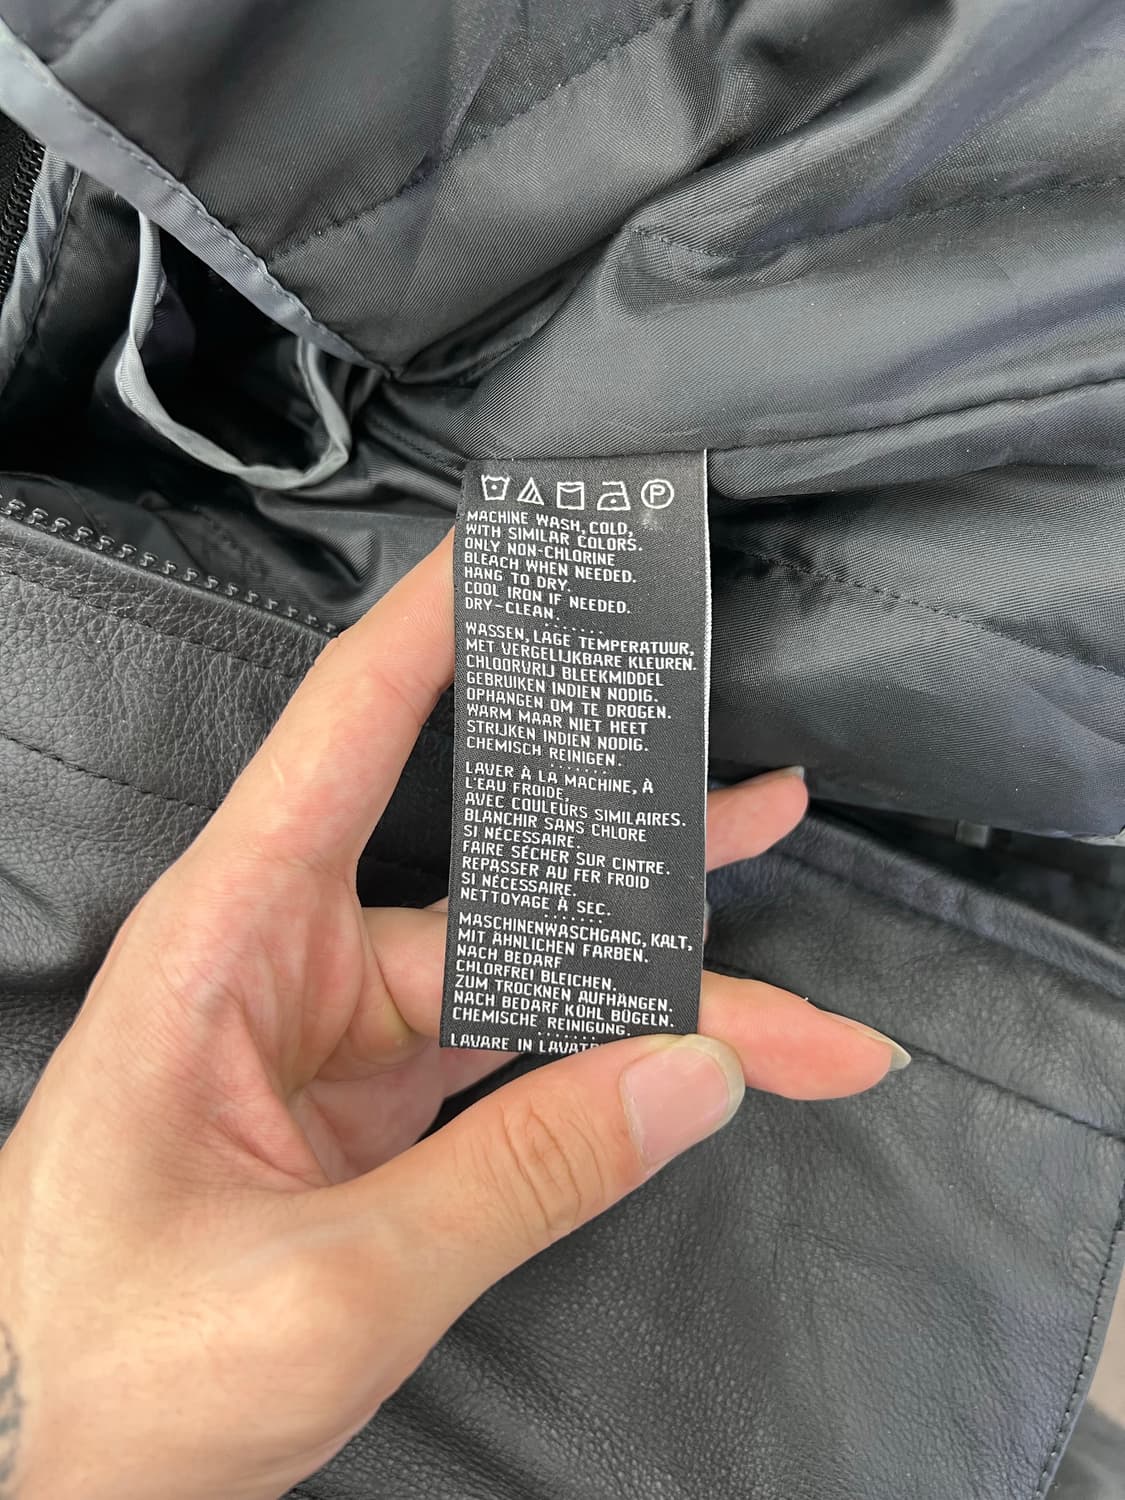 P
MACHINE WASH, COLD,
WITH SIMILAR COLORS.
ONLY NON-CHLORINE
BLEACH WHEN NEEDED.
HANG TO DRY.
COOL IRON IF NEEDED.
DRY-CLEAN.
WASSEN, LAGE TEMPERATUUR,
MET VERGELIJKBARE KLEUREN.
CHLOORVRIJ BLEEKMIDDEL
GEBRUIKEN INDIEN NODIG.
OPHANGEN OM TE DROGEN.
WARM MAAR NIET HEET
STRIJKEN INDIEN NODIG.
CHEMISCH REINIGEN.
LAVER À LA MACHINE, À
L'EAU FROIDE,
AVEC COULEURS SIMILAIRES.
BLANCHIR SANS CHLORE
SI NÉCESSAIRE.
FAIRE SÉCHER SUR CINTRE.
REPASSER AU FER FROID
SI NÉCESSAIRE.
NETTOYAGE À SEC.
MASCHINENWASCHGANG, KALT,
MIT ÄHNLICHEN FARBEN.
NACH BEDARF
CHLORFREI BLEICHEN.
ZUM TROCKNEN AUFHÄNGEN.
NACH BEDARF KÜHL BÜGELN.
CHEMISCHE REINIGUNG.
LAVARE IN